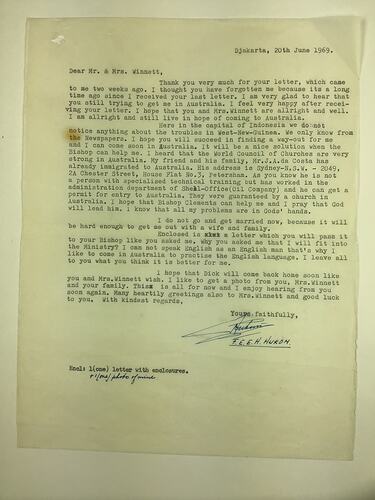 Djakarta, 20th June 1969.
Dear Mr. & Mrs. Winnett,
Thank you very much for your letter, which came
to me two weeks ago. I thought you have forgotten me because its a long
time ago since I received your last letter. I am very glad to hear that
you still trying to get me in Australia. I feel very happy after recei-
ving your letter. I hope that you and Mrs.Winnett are allright and well.
I am allright and still in hope of coming to Australia.
Here in the capital of Indonesia we do not
notice anything about the troubles in West-New-Guinea. We only know from
the Newspapers. I hope you will succeed in finding a way-out for me
and I can come soon in Australia. It will be a nice solution when the
Bishop can help me. I heard that the World Council of Churches are very
strong in Australia. My friend and his family, Mr.J.A.da Costa has
already immigrated to Australia. His address is Sydney-N.S.W. - 2049,
2A Chester Street, House Flat No.3, Petersham. As you know he is not
a person with specialised technical training but has worked in the
administration department of Shell-Office(Oil Company) and he can get a
permit for entry to Australia. They were guranteed by a church in
Australia. I hope that Bishop Clements can help me and I pray that God
will lead him. I know that all my problems are in Gods' hands.
I do not go and get married now, because it will
be hard enough to get me out with a wife and family.
Enclosed is a letter which you will pass it
to your Bishop like you asked me. Why you asked me that I will fit into
the Ministry? I can not speak English as an English man that's why i
like to come in Australia to practise the English language. I leave all
to you what you think it is better for me.
I hope that Dick will come back home soon like
you and Mrs.Winnett wish. I like to get a photo from you, Mrs.Winnett
and your family. This is all for now and I enjoy hearing from you
soon again. Many heartily greetings also to Mrs.Winnett and good luck
to you. With kindest regards,
Yours faithfully,
F.E.E.H. HUKOM.
Encl: 1(one) letter with enclosures.
+ 1/one/photo of mine